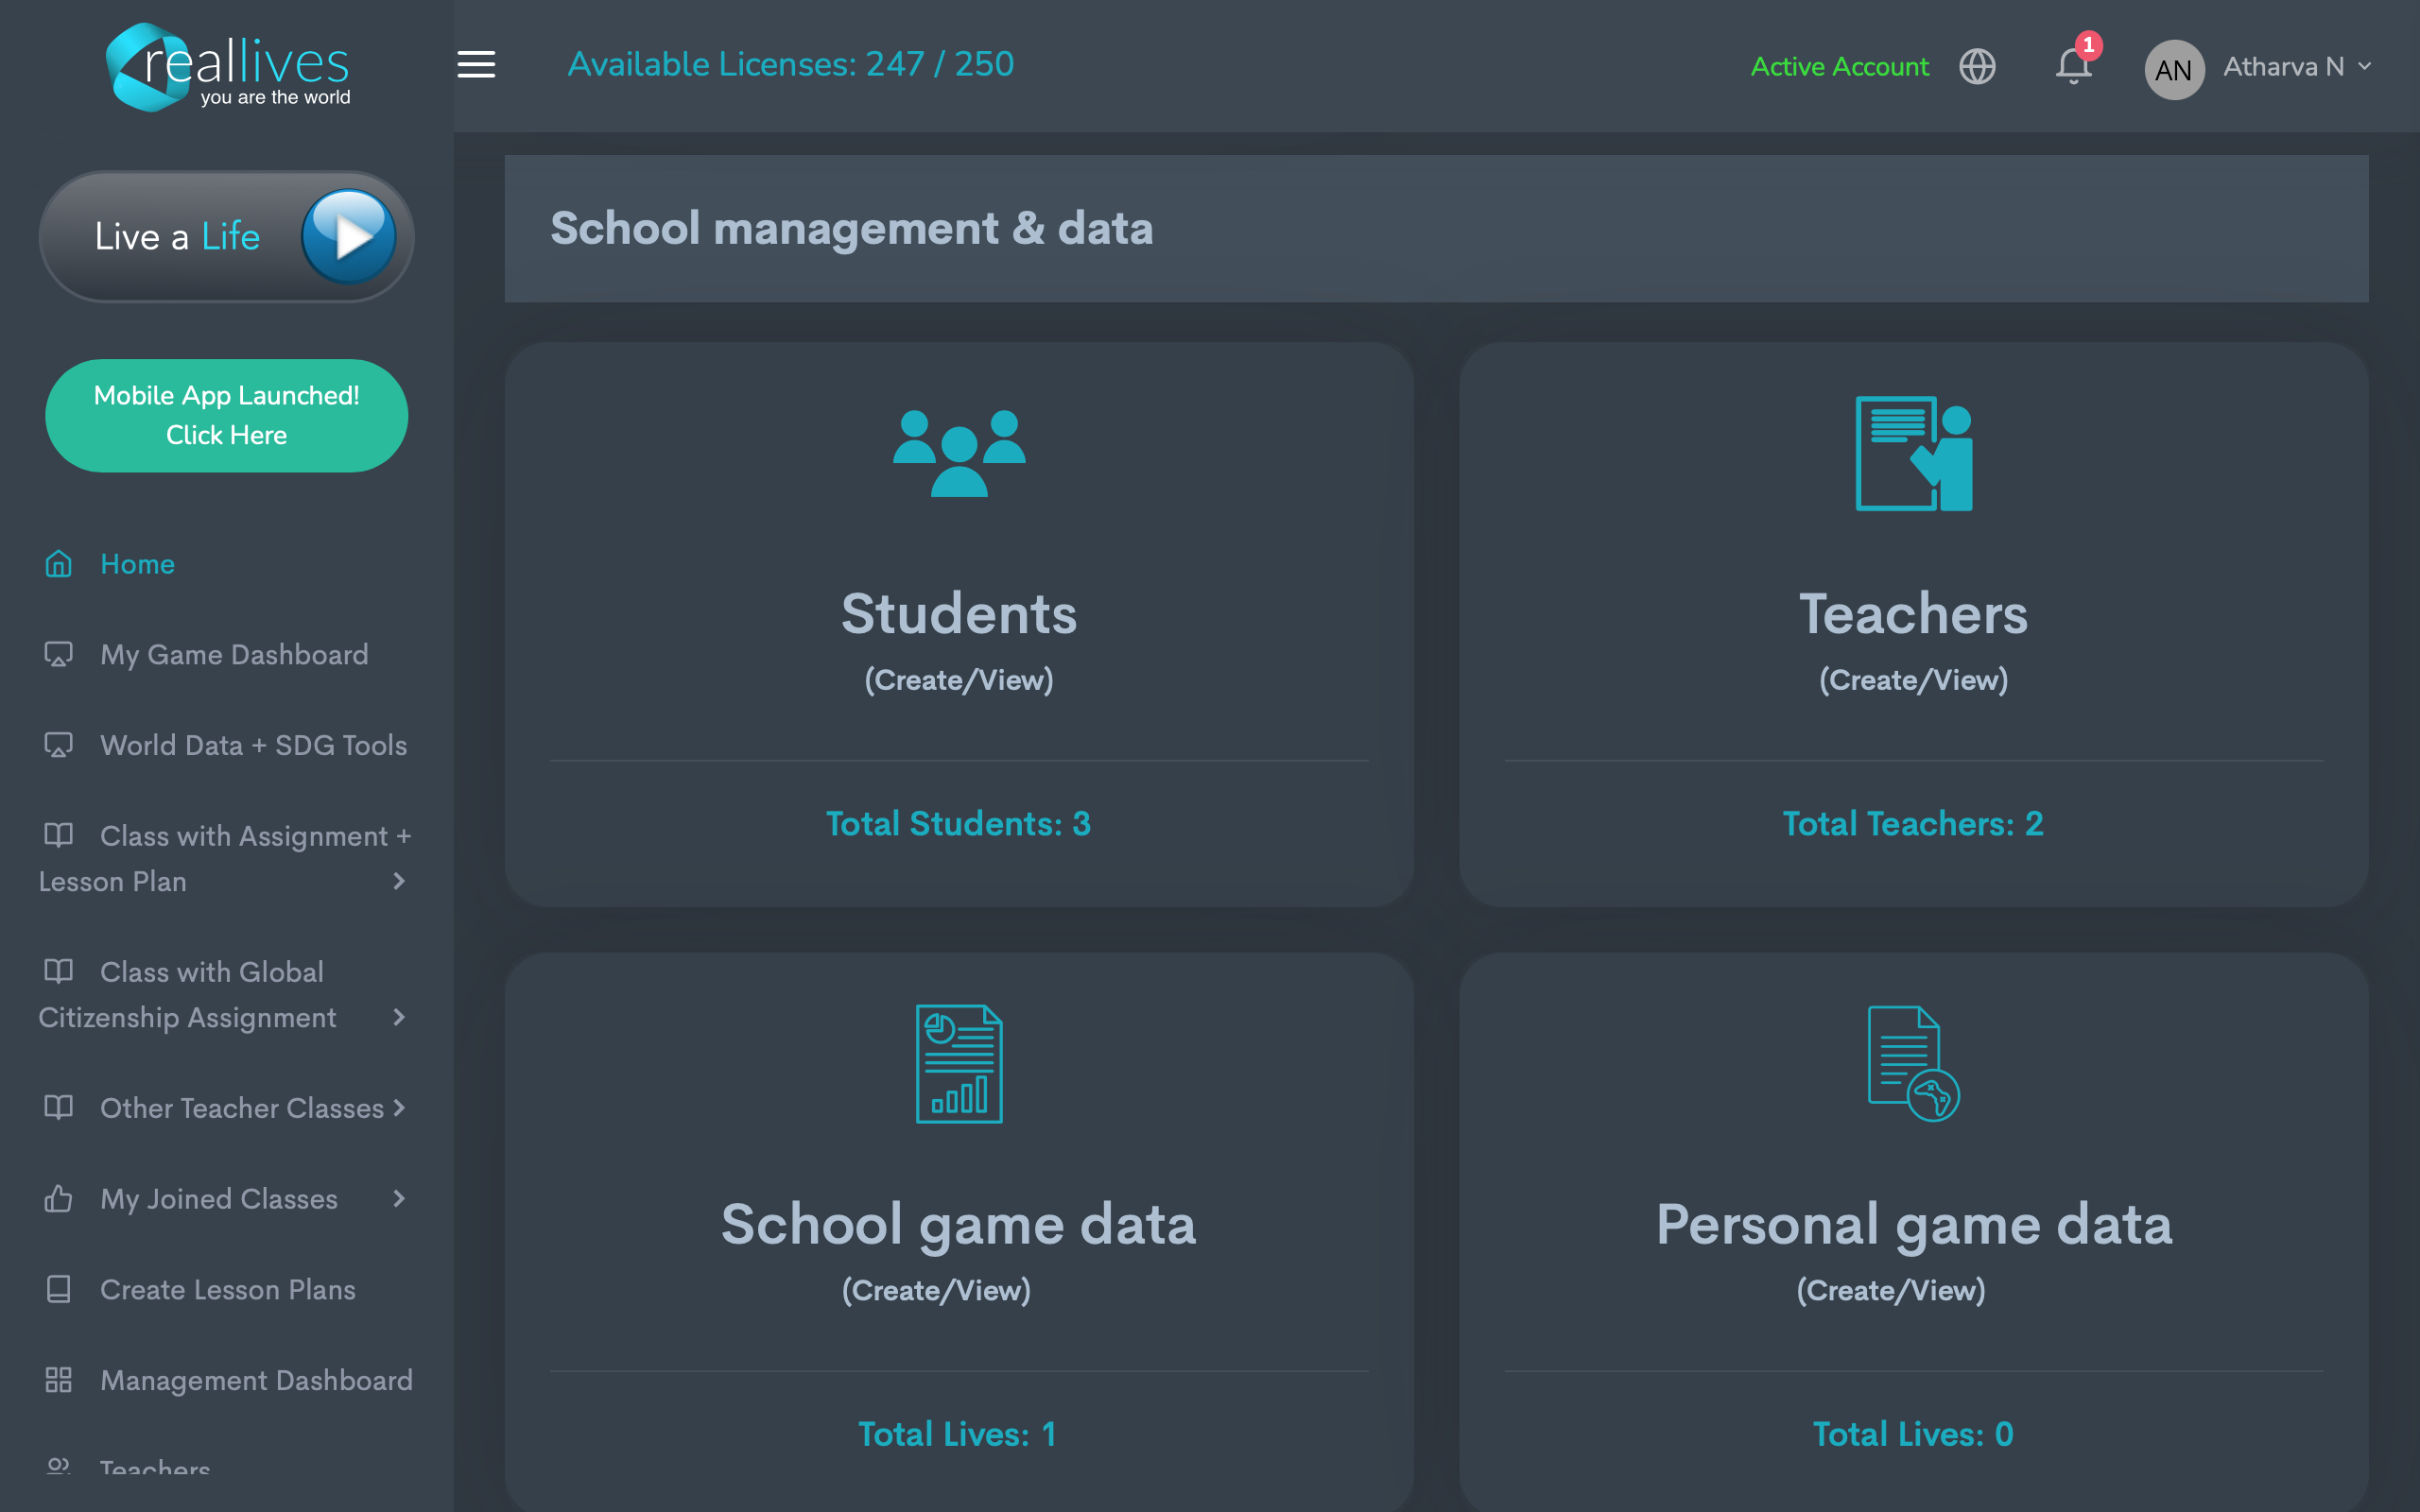 reallives
you are the world
Available Licenses: 247 / 250
Active Account
1
AN
Atharva N
Live a Life
Mobile App Launched!
Click Here
Home
My Game Dashboard
World Data + SDG Tools
Class with Assignment +
Lesson Plan
Class with Global
Citizenship Assignment
Other Teacher Classes
My Joined Classes
Create Lesson Plans
Management Dashboard
Teachers
School management & data
Students
(Create/View)
Total Students: 3
Teachers
(Create/View)
Total Teachers: 2
School game data
(Create/View)
Total Lives: 1
Personal game data
(Create/View)
Total Lives: 0